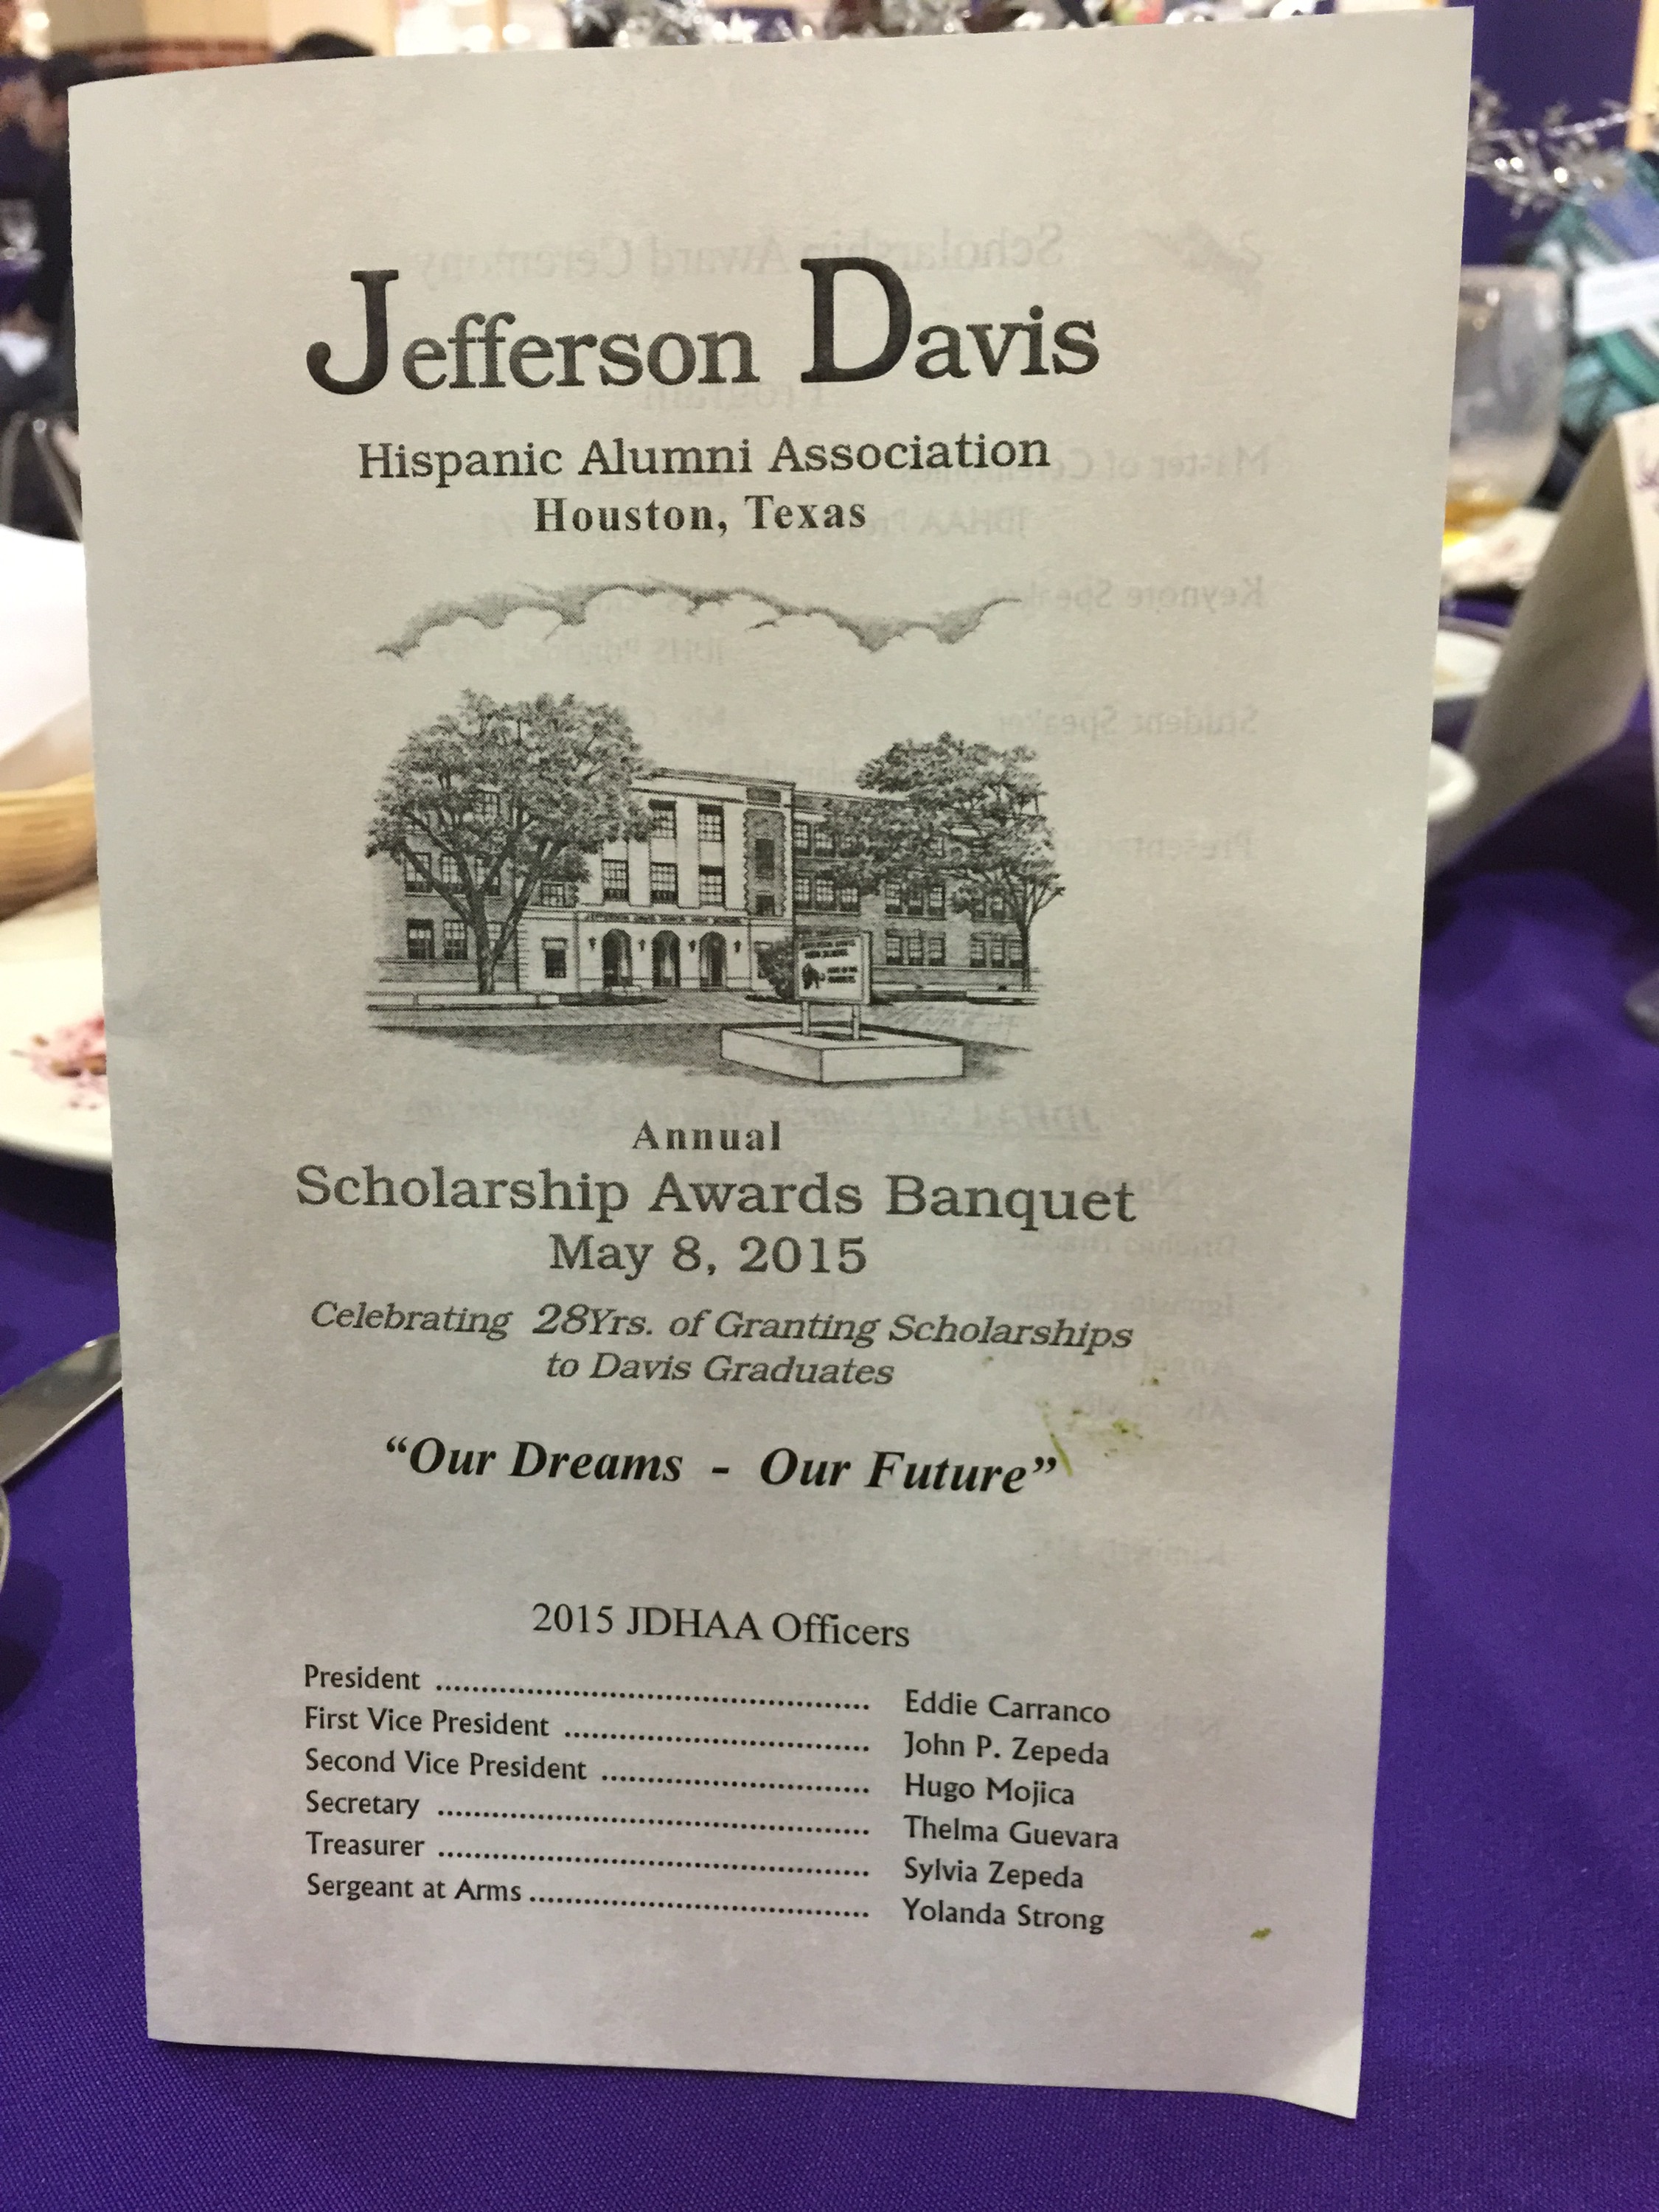 Jefferson Davis
Hispanic Alumni Association
Houston, Texas
Annual
Scholarship Awards Banquet
May 8, 2015
Celebrating 28Yrs. of Granting Scholarships
to Davis Graduates
“Our Dreams - Our Future”
2015 JDHAA Officers
President ........................................................ Eddie Carranco
First Vice President ....................................... John P. Zepeda
Second Vice President .................................. Hugo Mojica
Secretary ........................................................ Thelma Guevara
Treasurer ........................................................ Sylvia Zepeda
Sergeant at Arms ............................................ Yolanda Strong